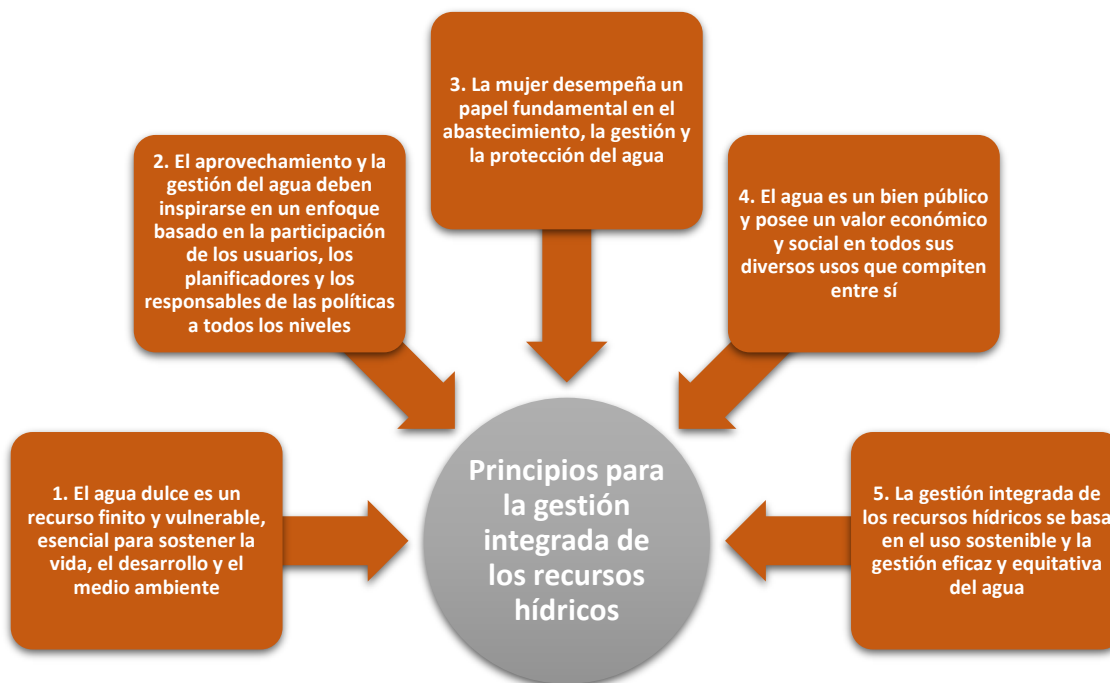 1. El agua dulce es un
recurso finito y vulnerable,
esencial para sostener la
vida, el desarrollo y el
medio ambiente
2. El aprovechamiento y la
gestión del agua deben
inspirarse en un enfoque
basado en la participación
de los usuarios, los
planificadores y los
responsables de las políticas
a todos los niveles
3. La mujer desempeña un
papel fundamental en el
abastecimiento, la gestión y
la protección del agua
4. El agua es un bien público
y posee un valor económico
y social en todos sus
diversos usos que compiten
entre sí
5. La gestión integrada de
los recursos hídricos se basa
en el uso sostenible y la
gestión eficaz y equitativa
del agua
Principios para
la gestión
integrada de
los recursos
hídricos